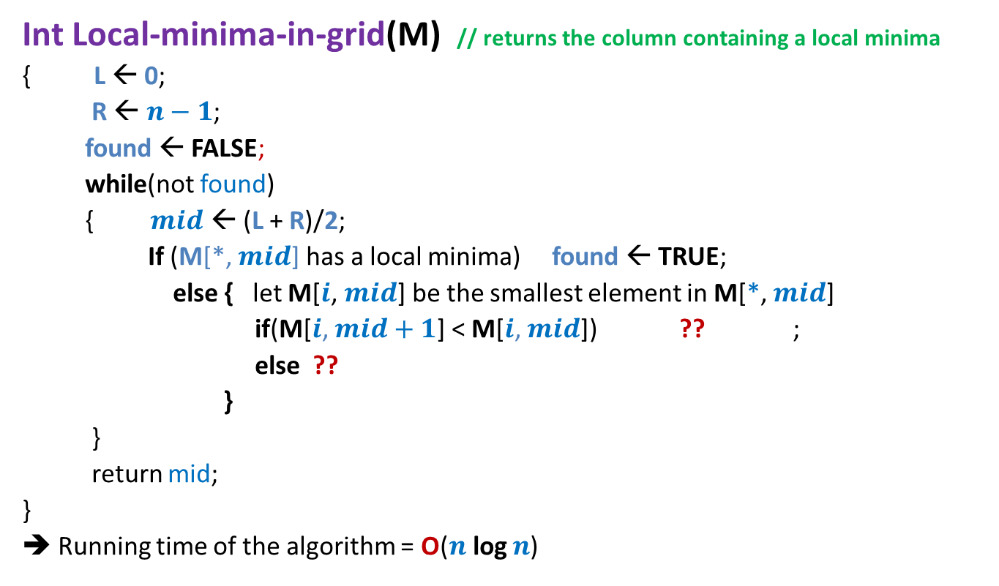 Int Local-minima-in-grid(M) // returns the column containing a local minima
{ L ← 0;
R ← n − 1;
found ← FALSE;
while(not found)
{ mid ← (L + R)/2;
If (M[*, mid] has a local minima) found ← TRUE;
else { let M[i, mid] be the smallest element in M[*, mid]
if(M[i, mid + 1] < M[i, mid]) ?? ;
else ??
}
}
return mid;
}
➔ Running time of the algorithm = O(n log n)